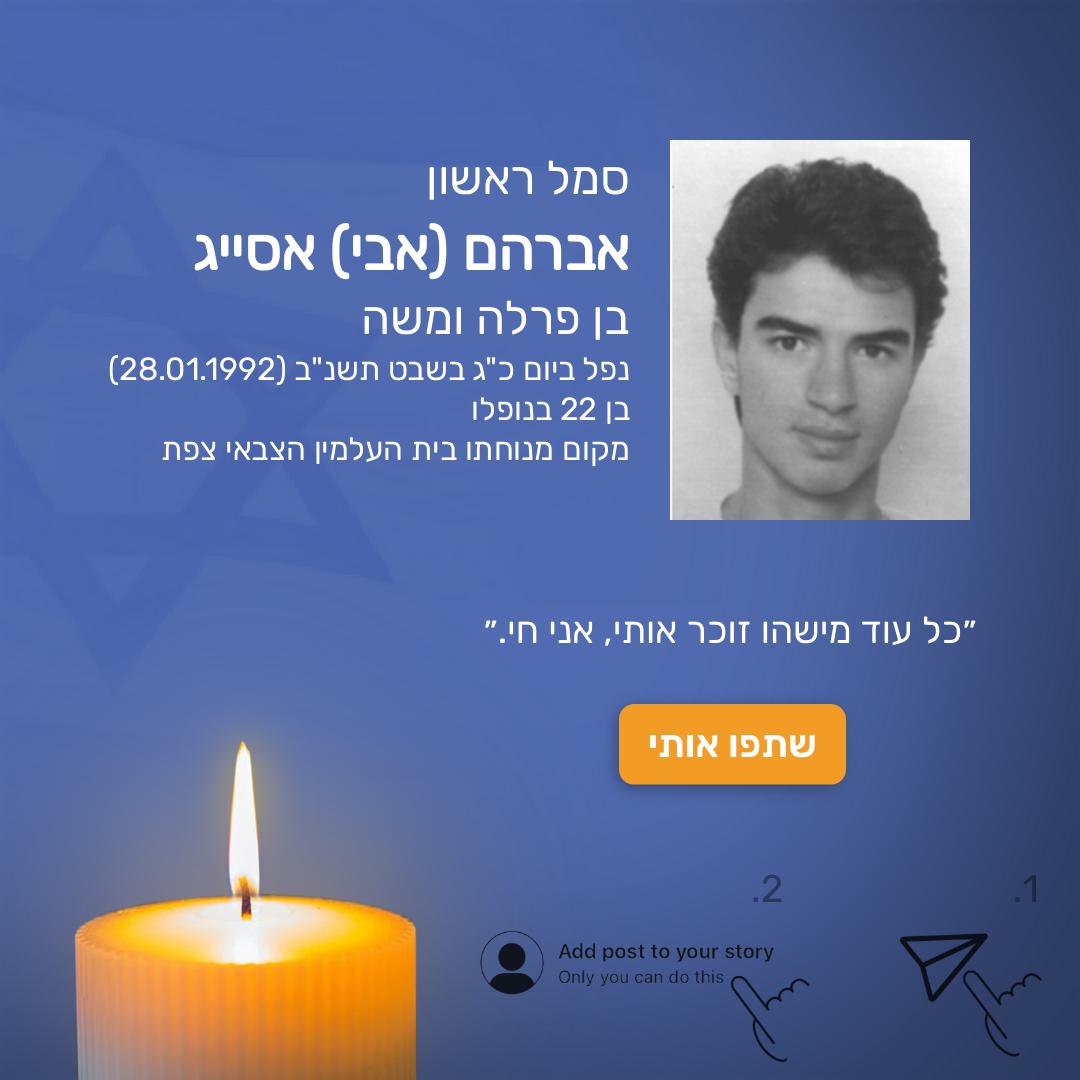 סמל ראשון
אברהם (אבי) אסייג
בן פרלה ומשה
נפל ביום כ"ג בשבט תשנ"ב (28.01.1992)
בן 22 בנופלו
מקום מנוחתו בית העלמין הצבאי צפת
״כל עוד מישהו זוכר אותי, אני חי.״
שתפו אותי
1.
2.
Add post to your story
Only you can do this